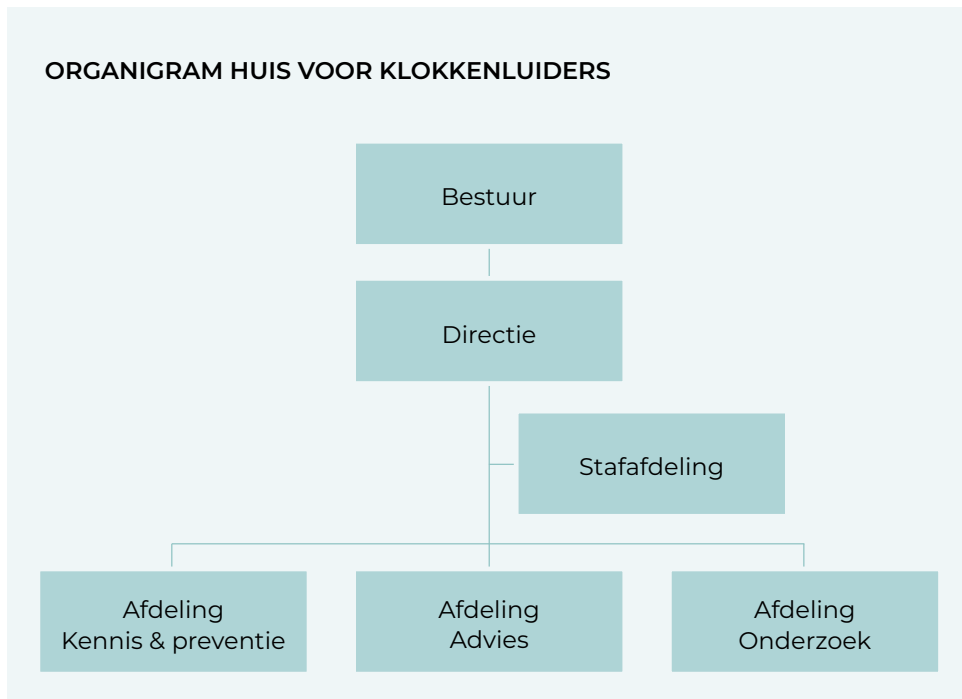 ORGANIGRAM HUIS VOOR KLOKKENLUIDERS
Bestuur
Directie
Stafafdeling
Afdeling
Kennis & preventie
Afdeling
Advies
Afdeling
Onderzoek